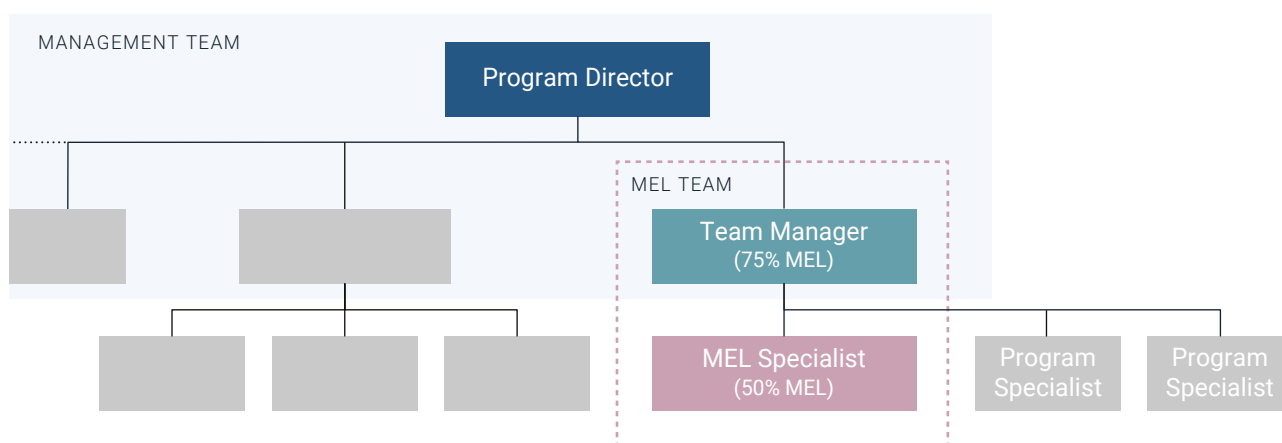 MANAGEMENT TEAM
Program Director
MEL TEAM
Team Manager
(75% MEL)
MEL Specialist
(50% MEL)
Program
Specialist
Program
Specialist